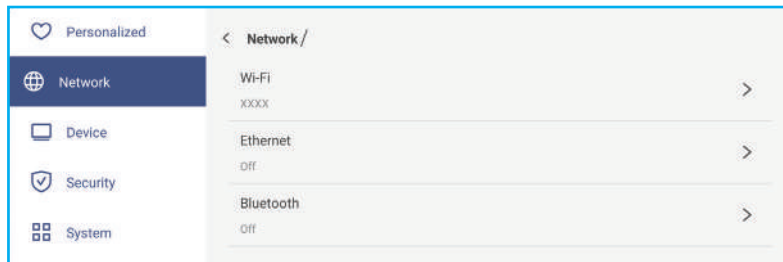 Personalized
Network
Device
Security
System
< Network /
Wi-Fi
xxxx
Ethernet
Off
Bluetooth
Off